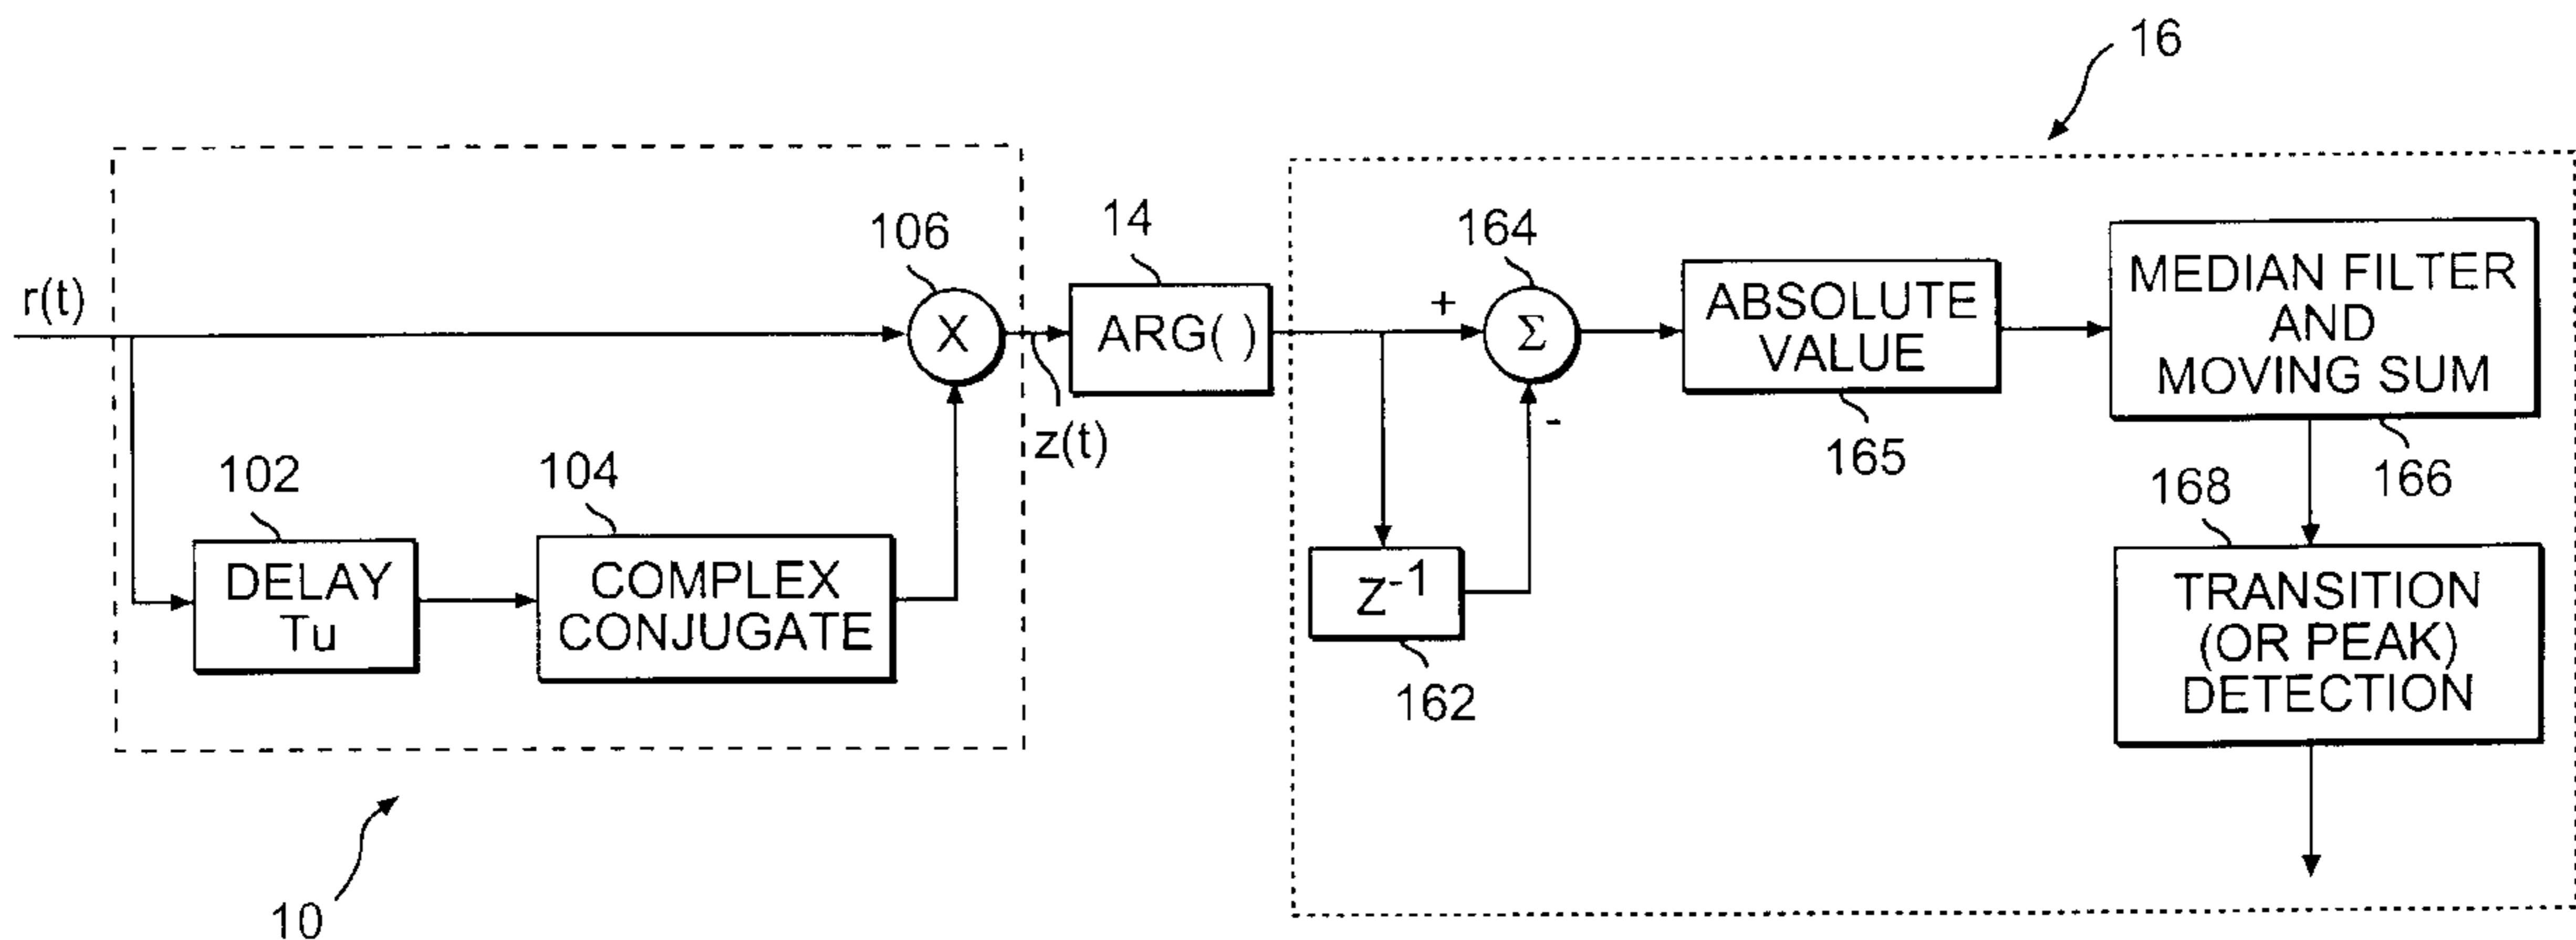 16
106
14
164
r(t)
X
ARG( )
+
Σ
-
ABSOLUTE
VALUE
165
MEDIAN FILTER
AND
MOVING SUM
166
z(t)
102
DELAY
Tu
104
COMPLEX
CONJUGATE
Z⁻¹
162
168
TRANSITION
(OR PEAK)
DETECTION
10